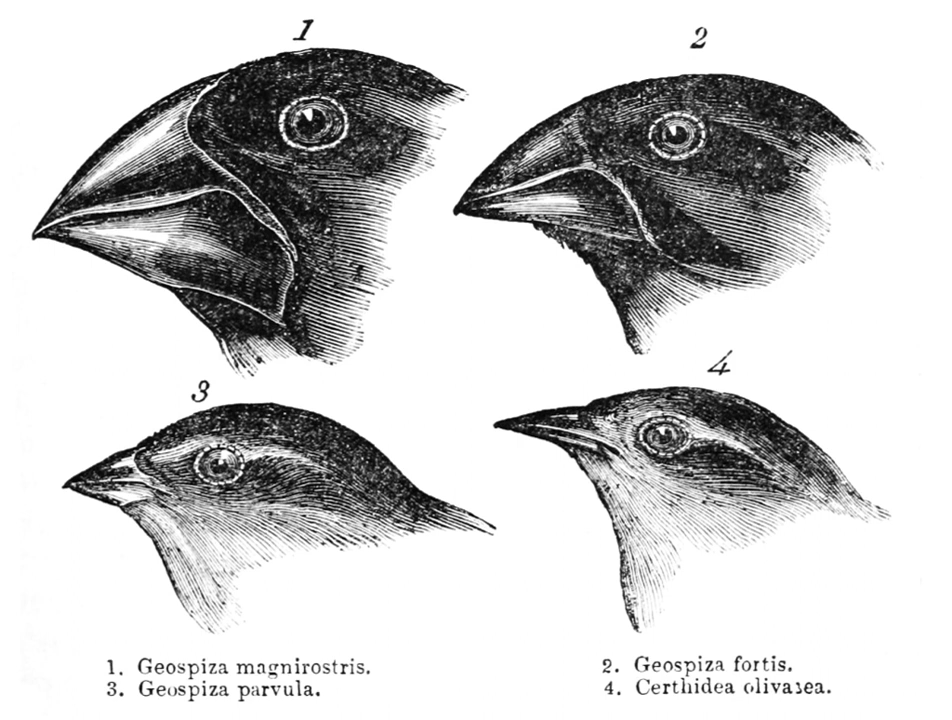 1
2
3
4
1. Geospiza magnirostris.
2. Geospiza fortis.
3. Geospiza parvula.
4. Certhidea olivasea.